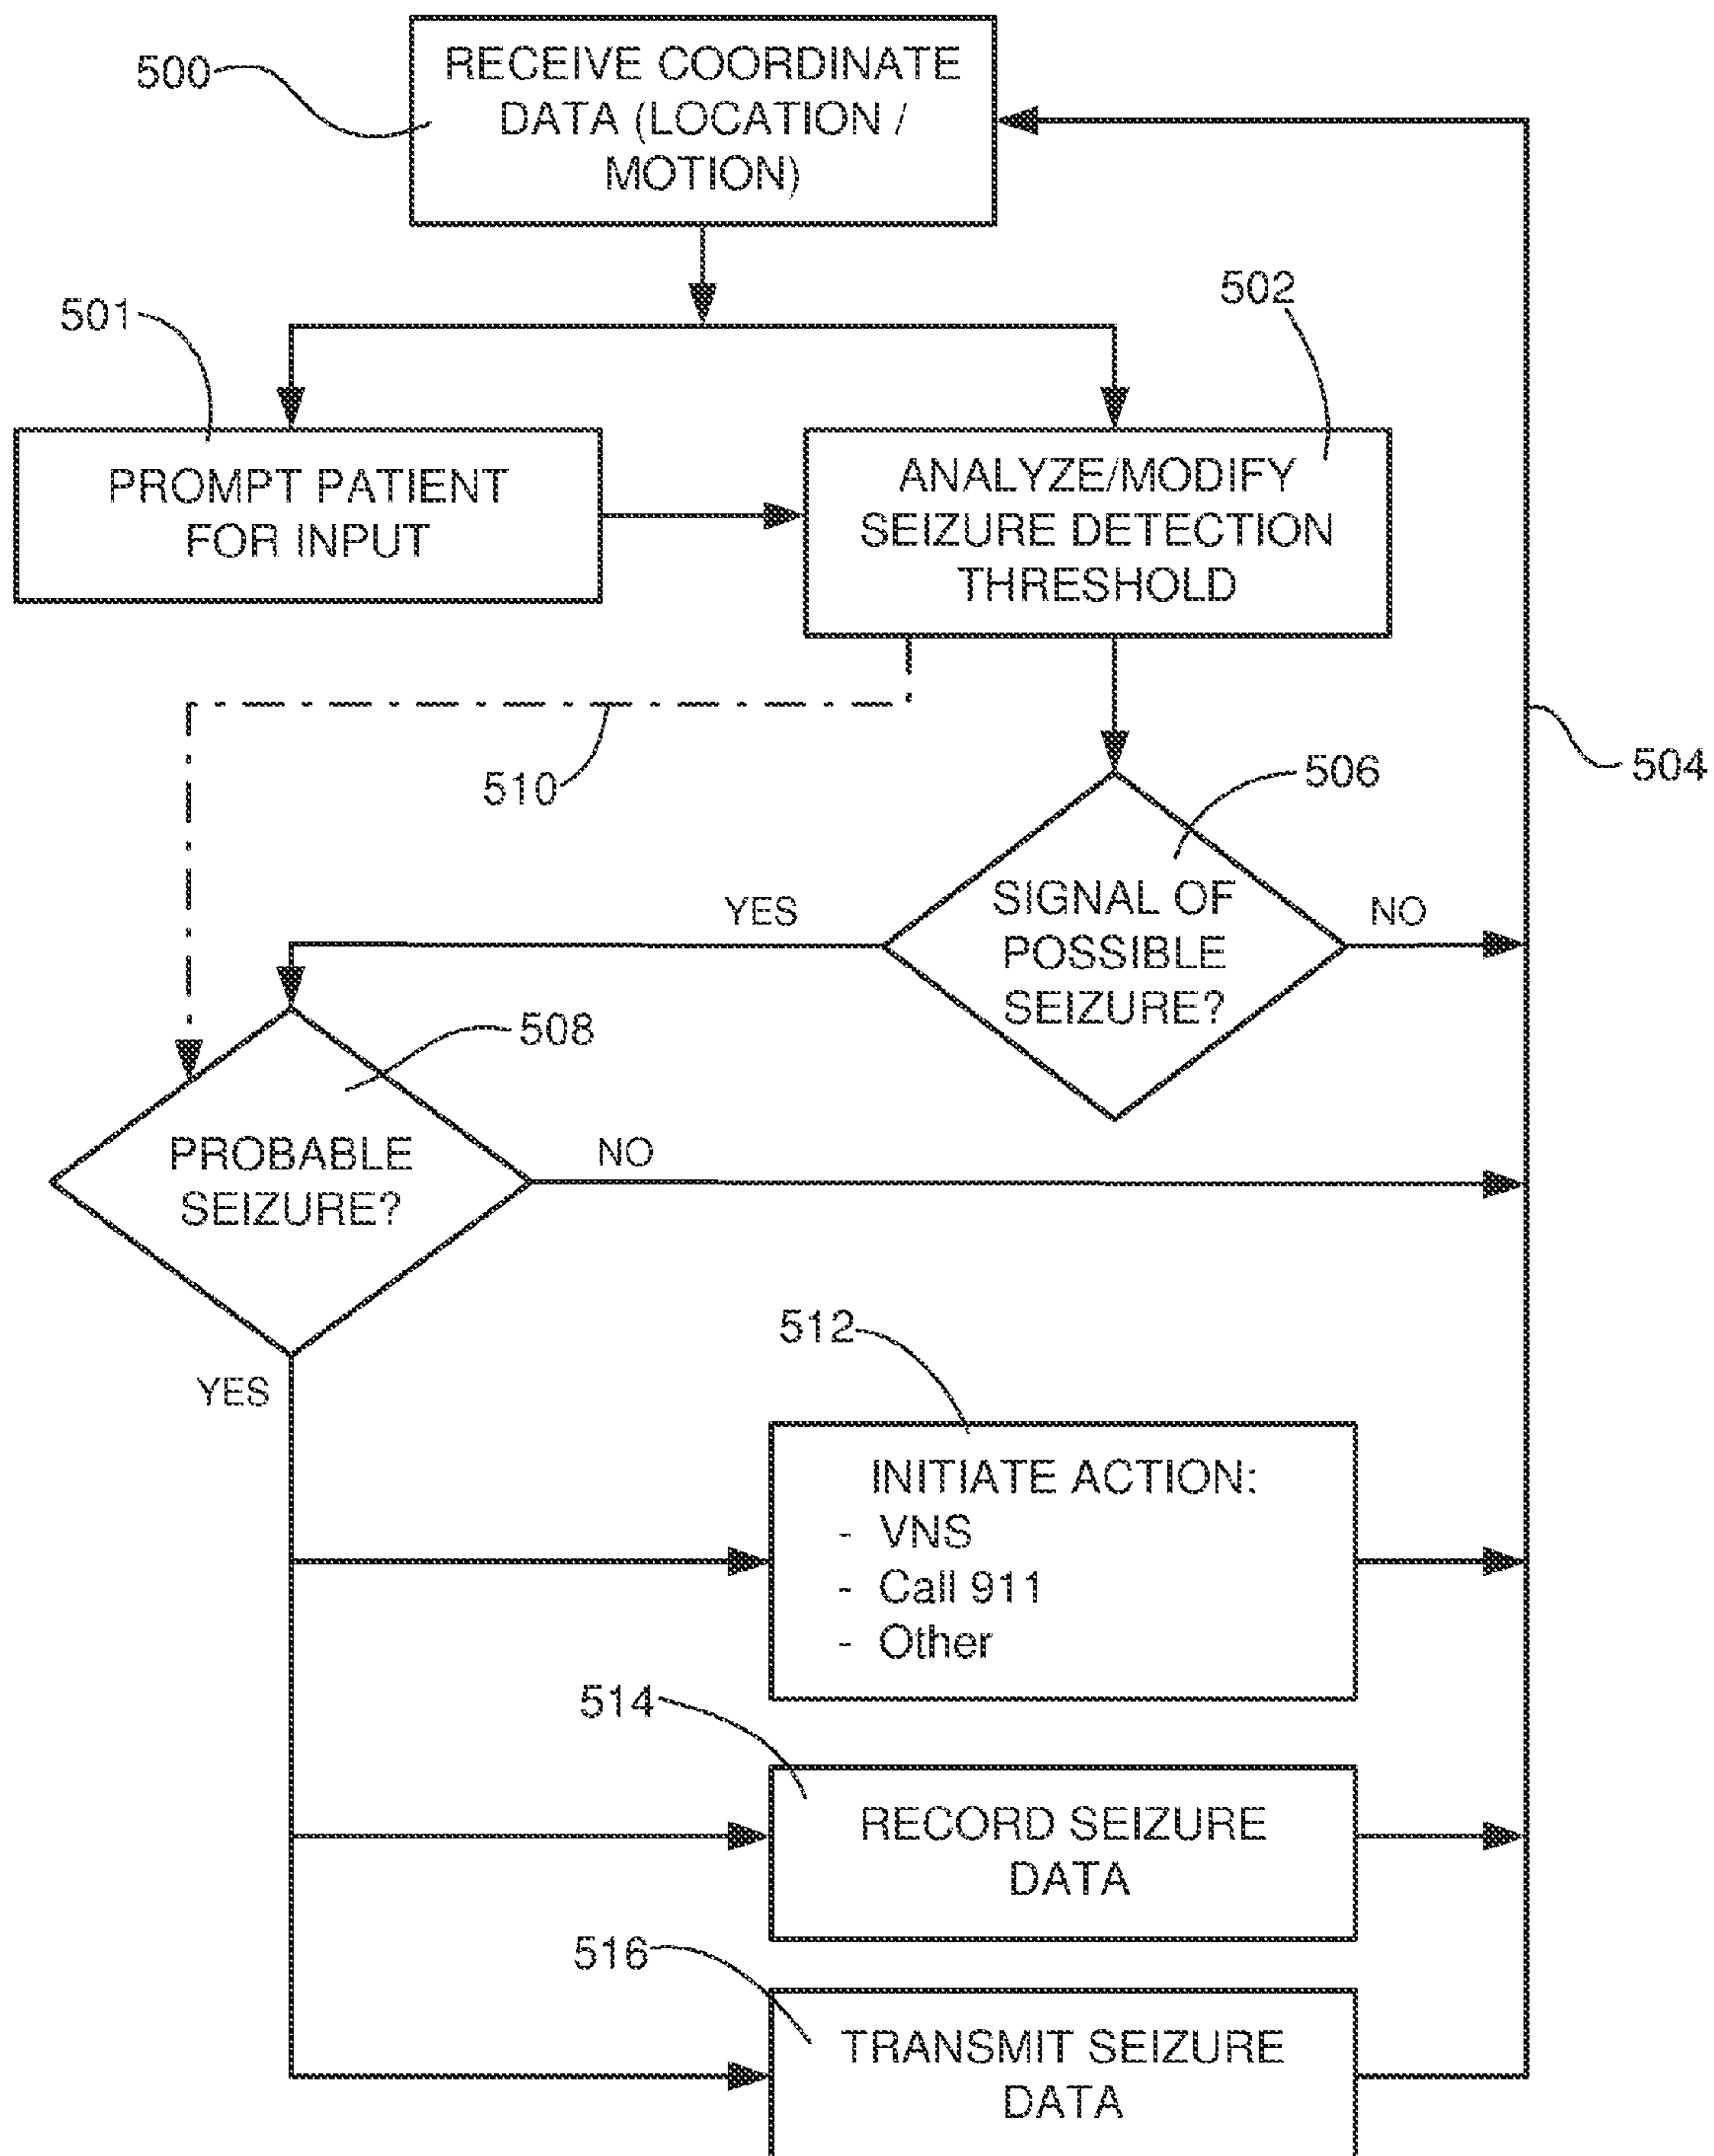 500
RECEIVE COORDINATE
DATA (LOCATION /
MOTION)
501
502
PROMPT PATIENT
FOR INPUT
ANALYZE/MODIFY
SEIZURE DETECTION
THRESHOLD
510
506
504
YES
SIGNAL OF
POSSIBLE
SEIZURE?
NO
508
PROBABLE
SEIZURE?
NO
YES
512
INITIATE ACTION:
- VNS
- Call 911
- Other
514
RECORD SEIZURE
DATA
516
TRANSMIT SEIZURE
DATA